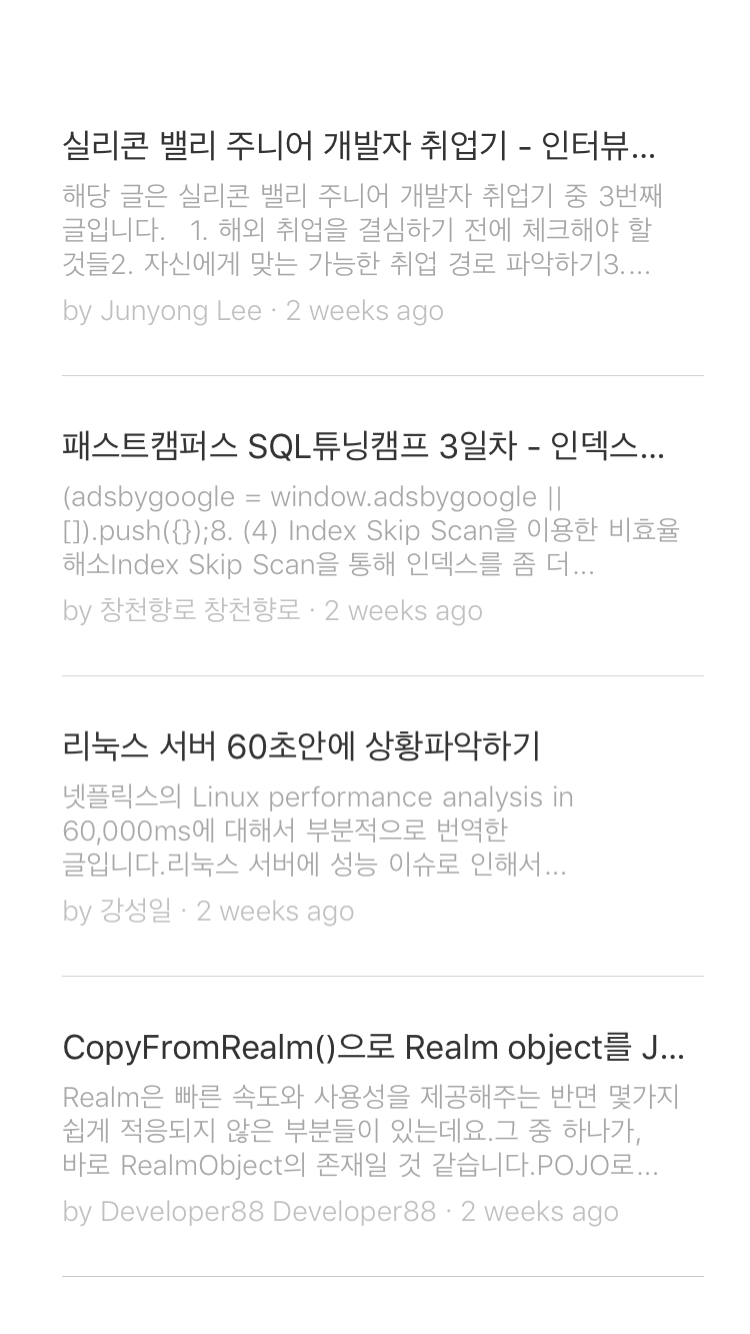 실리콘 밸리 주니어 개발자 취업기 - 인터뷰...
해당 글은 실리콘 밸리 주니어 개발자 취업기 중 3번째
글입니다.   1. 해외 취업을 결심하기 전에 체크해야 할
것들2. 자신에게 맞는 가능한 취업 경로 파악하기3....
by Junyong Lee · 2 weeks ago
패스트캠퍼스 SQL튜닝캠프 3일차 - 인덱스...
(adsbygoogle = window.adsbygoogle ||
[]).push({});8. (4) Index Skip Scan을 이용한 비효율
해소Index Skip Scan을 통해 인덱스를 좀 더...
by 창천향로 창천향로 · 2 weeks ago
리눅스 서버 60초안에 상황파악하기
넷플릭스의 Linux performance analysis in
60,000ms에 대해서 부분적으로 번역한
글입니다.리눅스 서버에 성능 이슈로 인해서...
by 강성일 · 2 weeks ago
CopyFromRealm()으로 Realm object를 J...
Realm은 빠른 속도와 사용성을 제공해주는 반면 몇가지
쉽게 적응되지 않은 부분들이 있는데요.그 중 하나가,
바로 RealmObject의 존재일 것 같습니다.POJO로...
by Developer88 Developer88 · 2 weeks ago